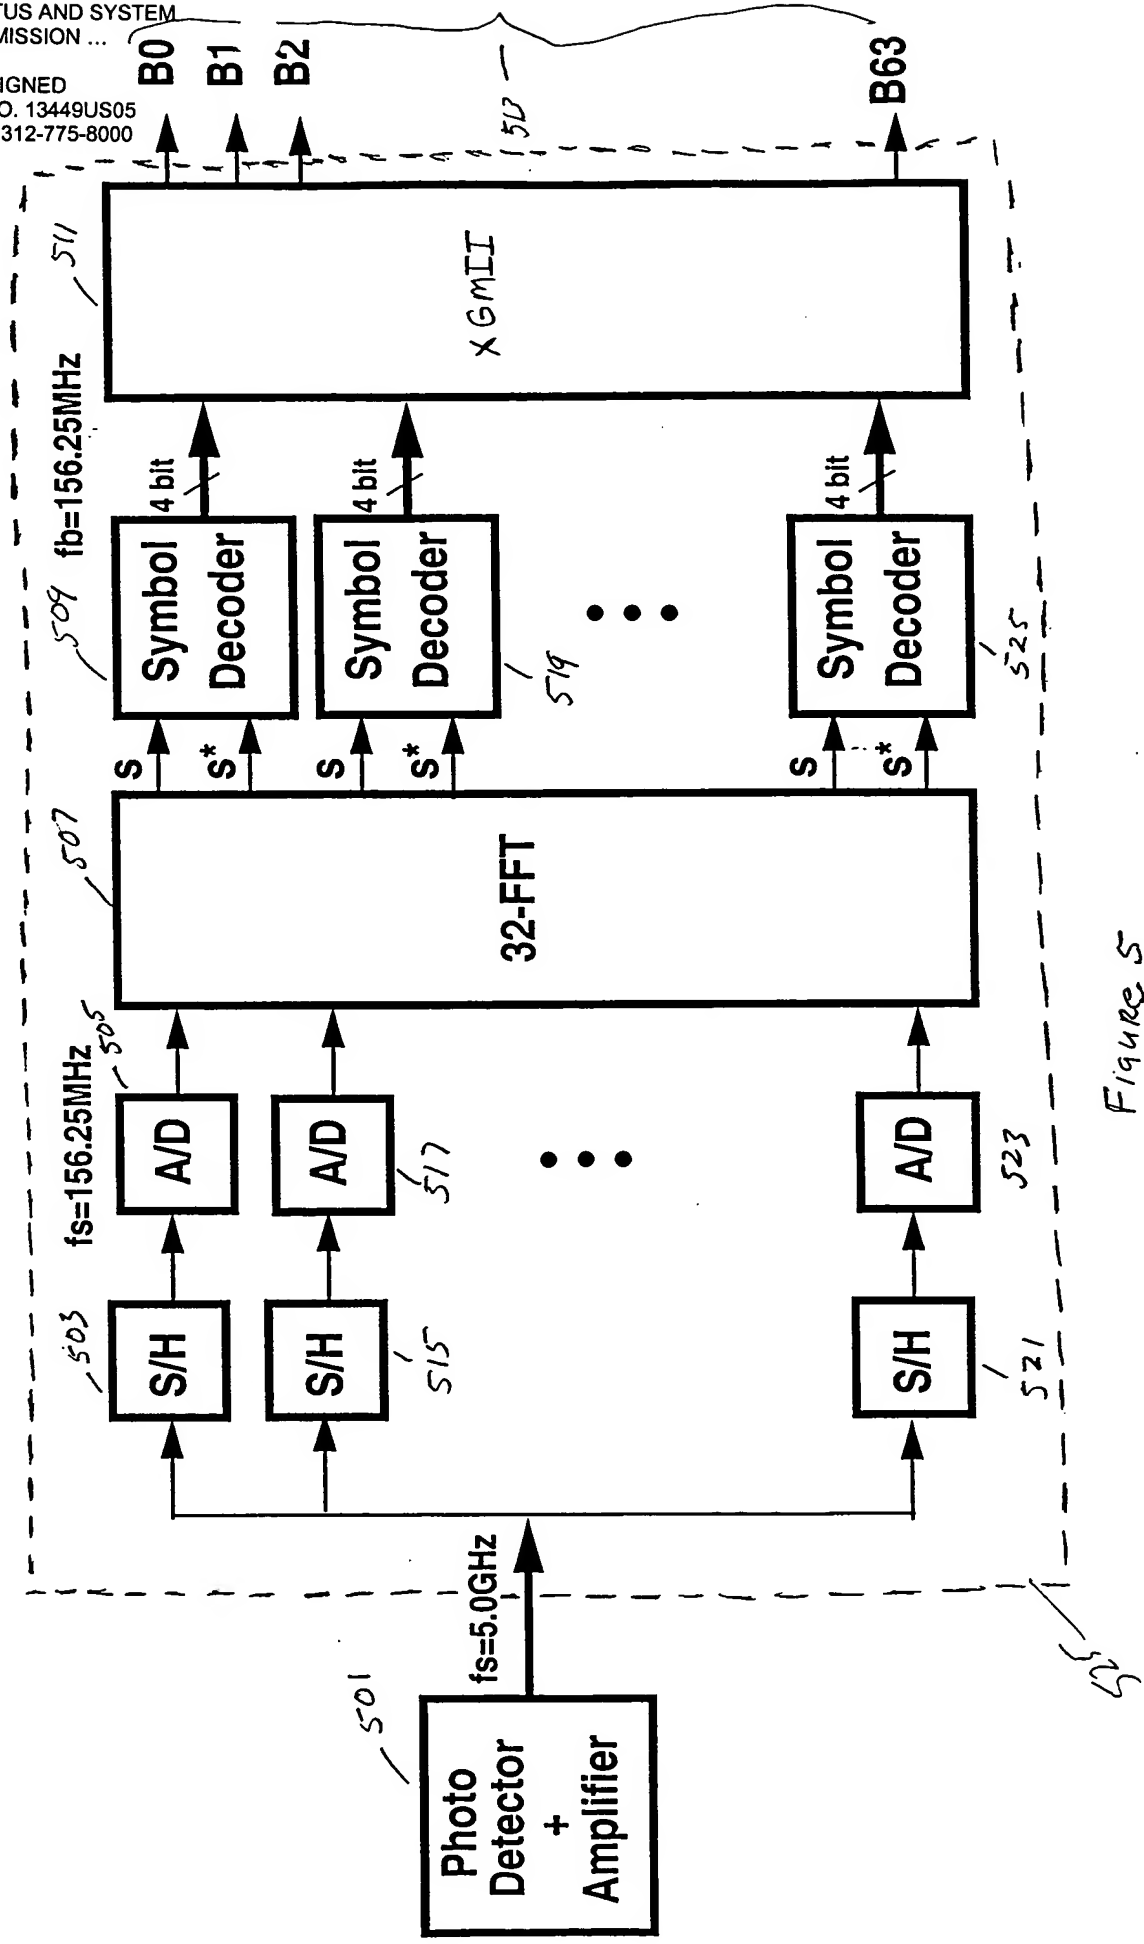 TUS AND SYSTEM
MISSION ...
IGNED
O. 13449US05
312-775-8000
B0
B1
B2
B63
513
511
XGMII
fb=156.25MHz
4 bit
4 bit
4 bit
509
Symbol
Decoder
Symbol
Decoder
519
Symbol
Decoder
525
s
s*
s
s*
s
s*
507
32-FFT
fs=156.25MHz
505
A/D
A/D
517
A/D
523
503
S/H
S/H
515
S/H
521
fs=5.0GHz
501
Photo
Detector
+
Amplifier
Figure 5